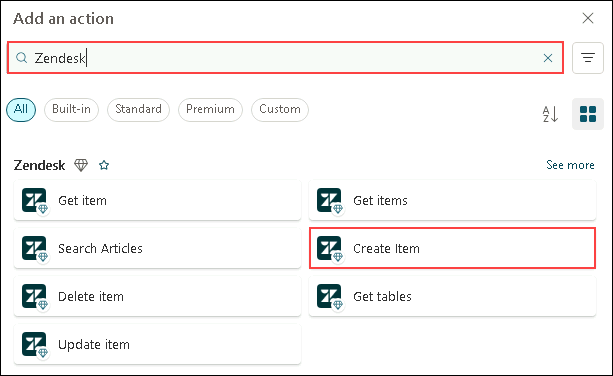 Add an action
Zendesk
All Built-in Standard Premium Custom
A
Z
Zendesk See more
Get item Get items
Search Articles Create Item
Delete item Get tables
Update item